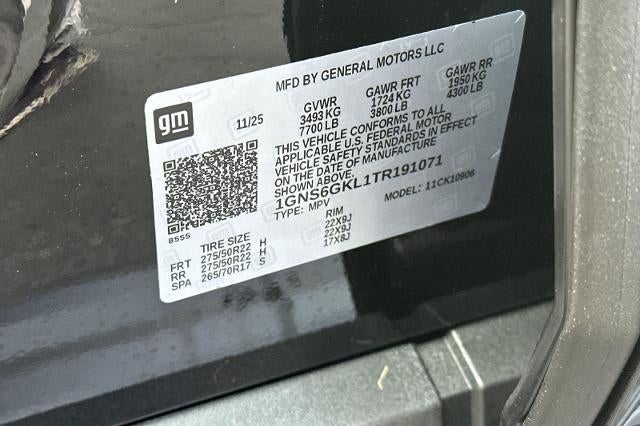 MFD BY GENERAL MOTORS LLC
gm
11/25
GVWR GAWR FRT GAWR RR
3493 KG 1724 KG 1950 KG
7700 LB 3800 LB 4300 LB
THIS VEHICLE CONFORMS TO ALL
APPLICABLE U.S. FEDERAL MOTOR
VEHICLE SAFETY STANDARDS IN EFFECT
ON THE DATE OF MANUFACTURE
SHOWN ABOVE.
1GNS6GKL1TR191071
TYPE: MPV MODEL: 11CK10906
8555
TIRE SIZE RIM
FRT 275/50R22 H 22X9J
RR 275/50R22 H 22X9J
SPA 265/70R17 S 17X8J